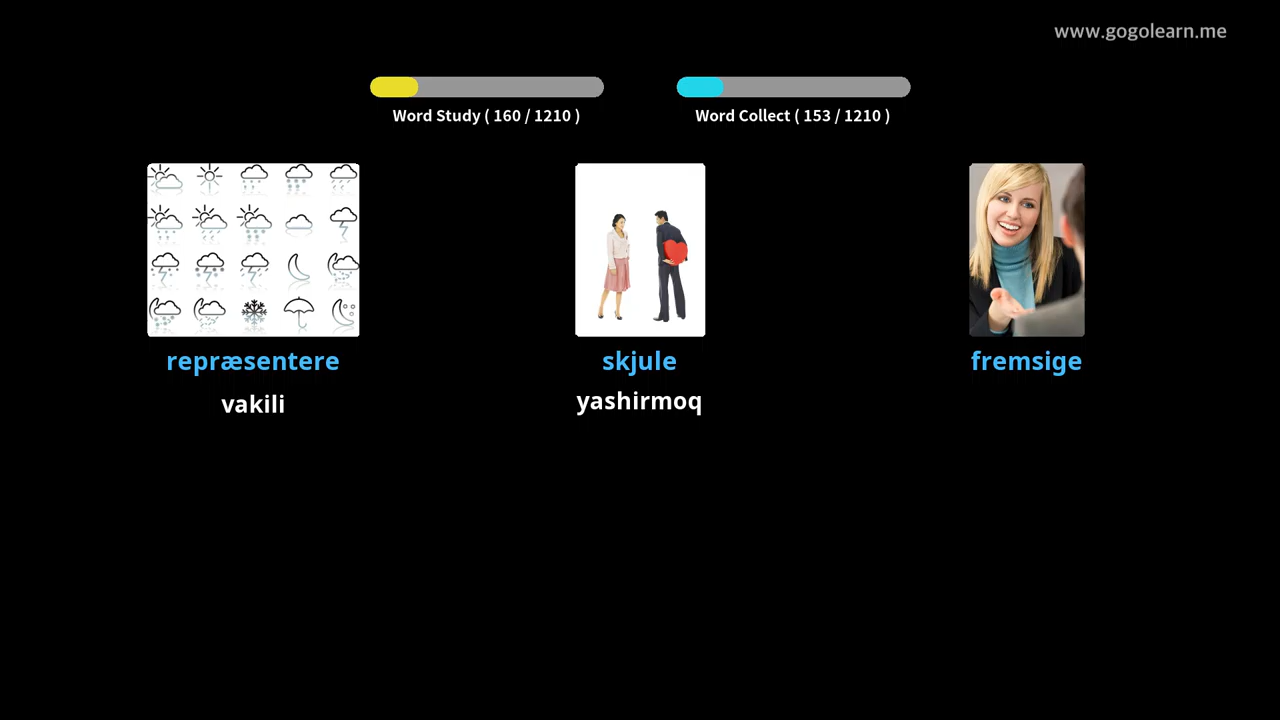 www.gogolearn.me
Word Study ( 160 / 1210 )
Word Collect ( 153 / 1210 )
repræsentere
skjule
fremsige
vakili
yashirmoq